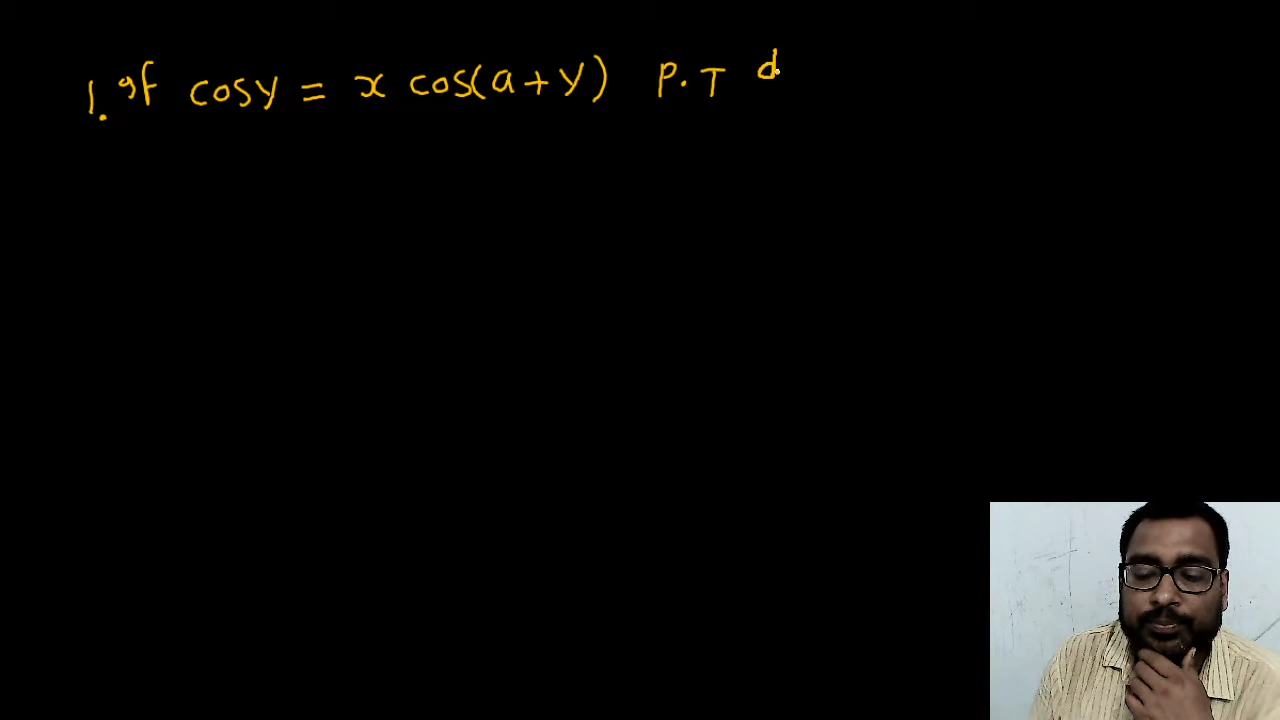 1. If cosy = x cos(a+y) P.T d